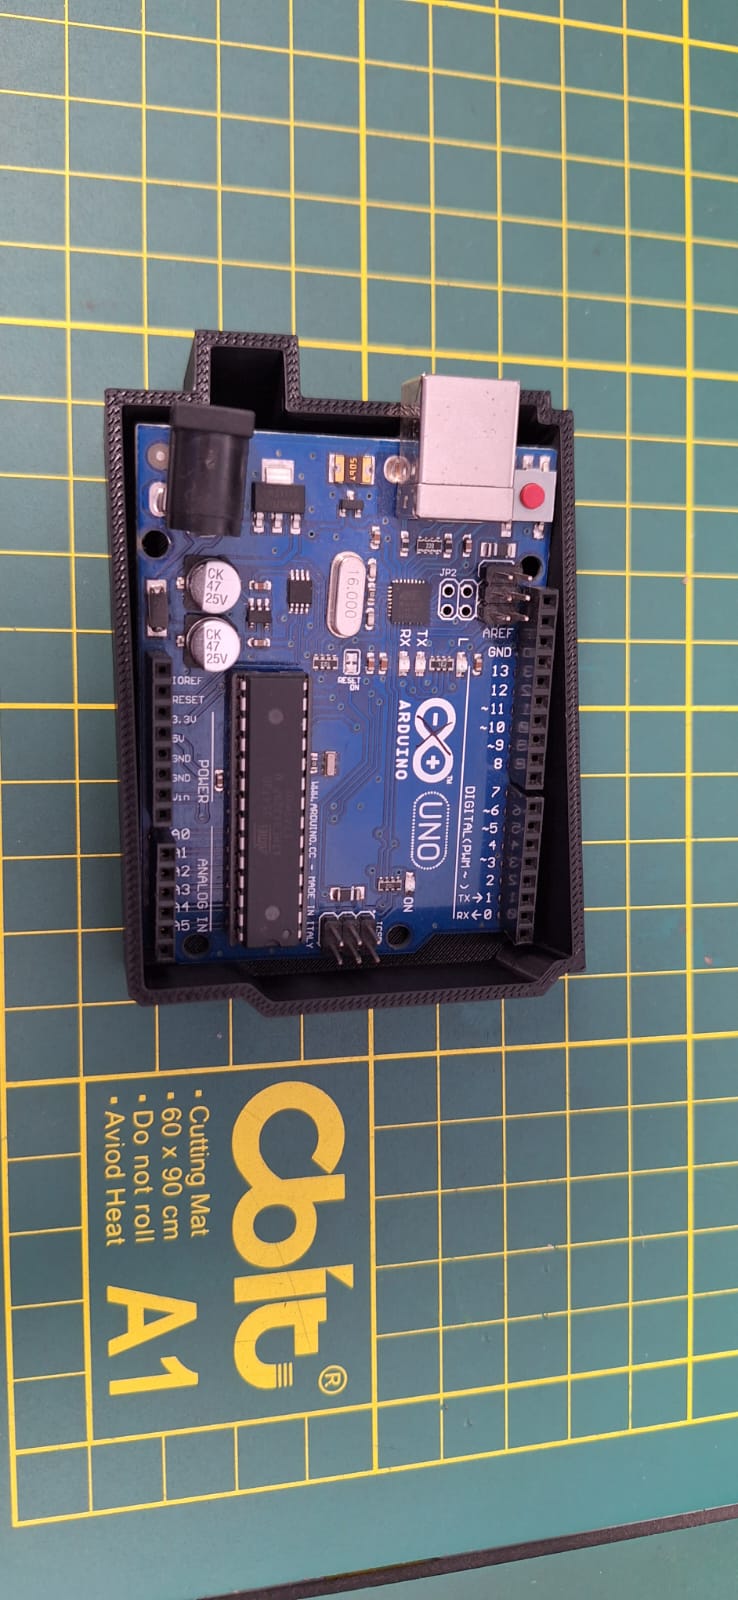 16.000
CK
47
25V
CK
47
25V
JP2
RX
TX
L
RESET
ON
AREF
GND
13
12
~11
~10
~9
8
7
~6
~5
4
~3
2
TX→1
RX←0
DIGITAL(PWM ~)
ARDUINO
TM
UNO
WWW.ARDUINO.CC - MADE IN ITALY
ON
IOREF
RESET
3.3V
5V
GND
GND
Vin
POWER
A0
A1
A2
A3
A4
A5
ANALOG IN
Cbit®
▪ Cutting Mat
▪ 60 x 90 cm
▪ Do not roll
▪ Aviod Heat
A1